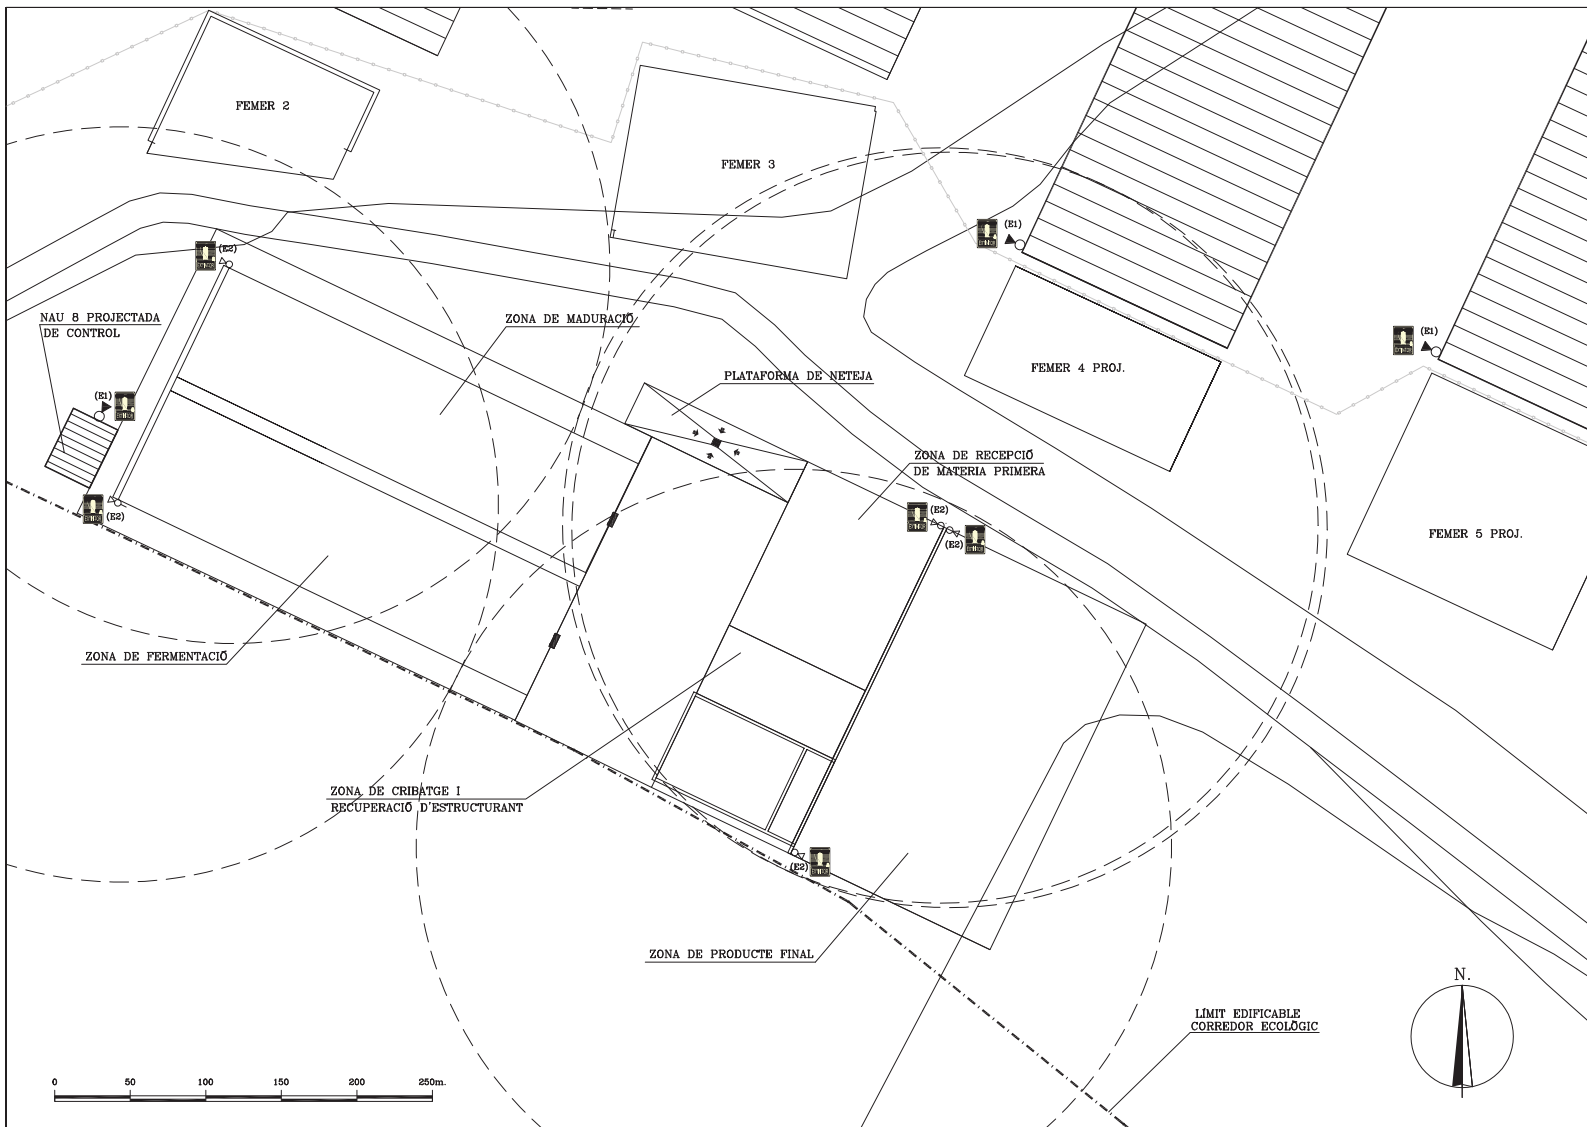 FEMER 2
FEMER 3
(E1)
(E2)
NAU 8 PROJECTADA
DE CONTROL
ZONA DE MADURACIÓ
(E1)
FEMER 4 PROJ.
PLATAFORMA DE NETEJA
(E1)
ZONA DE RECEPCIÓ
DE MATERIA PRIMERA
(E2)
(E2)
(E2)
FEMER 5 PROJ.
ZONA DE FERMENTACIÓ
ZONA DE CRIBATGE I
RECUPERACIÓ D'ESTRUCTURANT
(E2)
ZONA DE PRODUCTE FINAL
N.
LÍMIT EDIFICABLE
CORREDOR ECOLÒGIC
0 50 100 150 200 250m.